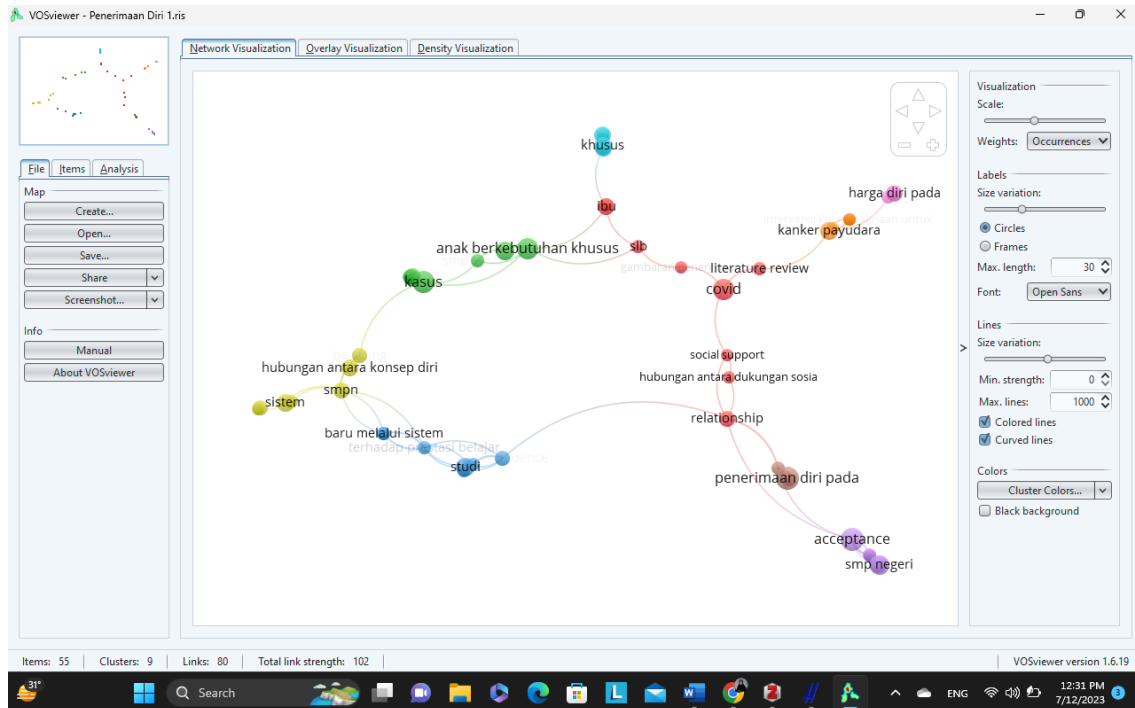 VOSviewer - Penerimaan Diri 1.ris
Network Visualization
Overlay Visualization
Density Visualization
File
Items
Analysis
Map
Create...
Open...
Save...
Share
Screenshot...
Info
Manual
About VOSviewer
khusus
ibu
harga diri pada
kanker payudara
anak berkebutuhan khusus
slb
literature review
kasus
covid
social support
hubungan antara dukungan sosia
hubungan antara konsep diri
smpn
sistem
relationship
baru melalui sistem
terhadap prestasi belajar
studi
penerimaan diri pada
acceptance
smp negeri
Visualization
Scale:
Weights: Occurrences
Labels
Size variation:
Circles
Frames
Max. length: 30
Font: Open Sans
Lines
Size variation:
Min. strength: 0
Max. lines: 1000
Colored lines
Curved lines
Colors
Cluster Colors...
Black background
Items: 55 Clusters: 9 Links: 80 Total link strength: 102
VOSviewer version 1.6.19
31°
Search
ENG
12:31 PM
7/12/2023
3